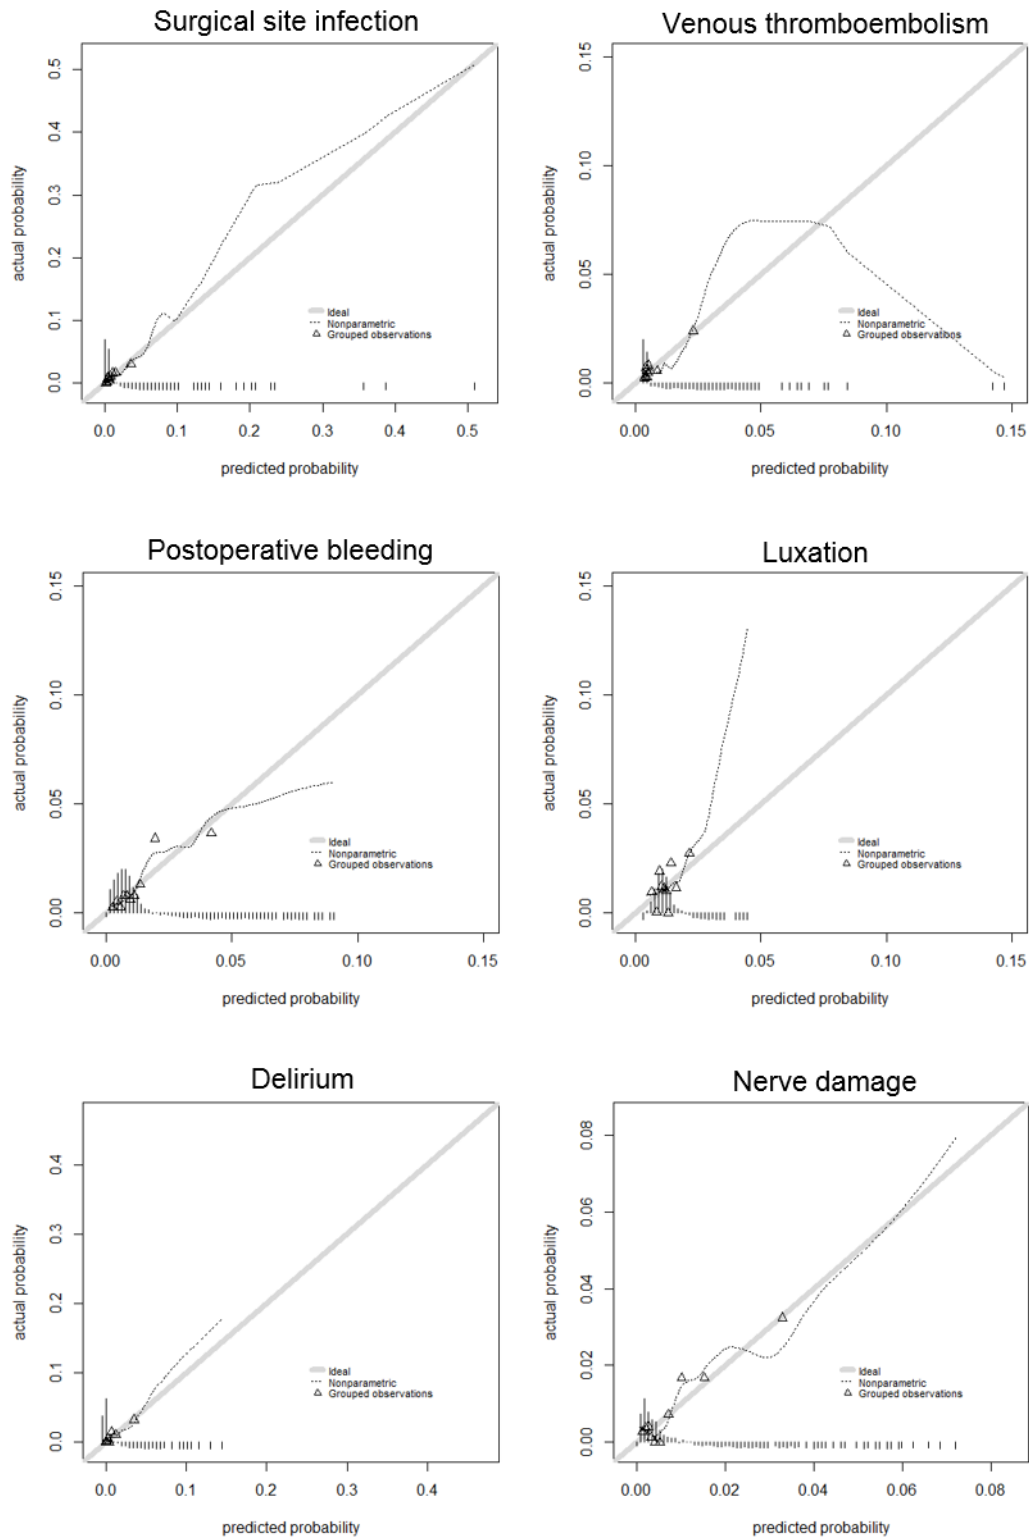 Surgical site infection
actual probability
0.5
0.4
0.3
0.2
0.1
0.0
Ideal
Nonparametric
Grouped observations
0.0 0.1 0.2 0.3 0.4 0.5
predicted probability
Venous thromboembolism
actual probability
0.15
0.10
0.05
0.00
Ideal
Nonparametric
Grouped observations
0.00 0.05 0.10 0.15
predicted probability
Postoperative bleeding
actual probability
0.15
0.10
0.05
0.00
Ideal
Nonparametric
Grouped observations
0.00 0.05 0.10 0.15
predicted probability
Luxation
actual probability
0.15
0.10
0.05
0.00
Ideal
Nonparametric
Grouped observations
0.00 0.05 0.10 0.15
predicted probability
Delirium
actual probability
0.4
0.3
0.2
0.1
0.0
Ideal
Nonparametric
Grouped observations
0.0 0.1 0.2 0.3 0.4
predicted probability
Nerve damage
actual probability
0.08
0.06
0.04
0.02
0.00
Ideal
Nonparametric
Grouped observations
0.00 0.02 0.04 0.06 0.08
predicted probability